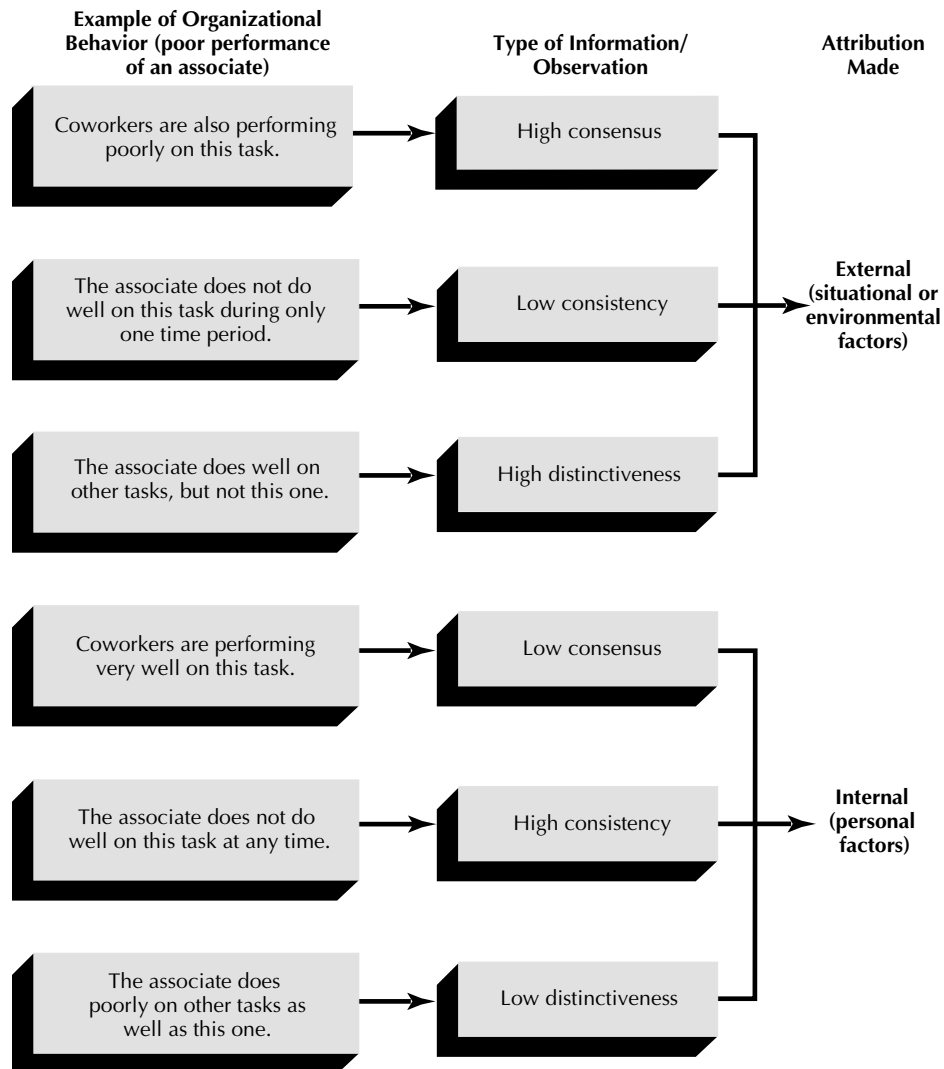 Example of Organizational
Behavior (poor performance
of an associate)
Type of Information/
Observation
Attribution
Made
Coworkers are also performing
poorly on this task.
High consensus
The associate does not do
well on this task during only
one time period.
Low consistency
External
(situational or
environmental
factors)
The associate does well on
other tasks, but not this one.
High distinctiveness
Coworkers are performing
very well on this task.
Low consensus
The associate does not do
well on this task at any time.
High consistency
Internal
(personal
factors)
The associate does
poorly on other tasks as
well as this one.
Low distinctiveness